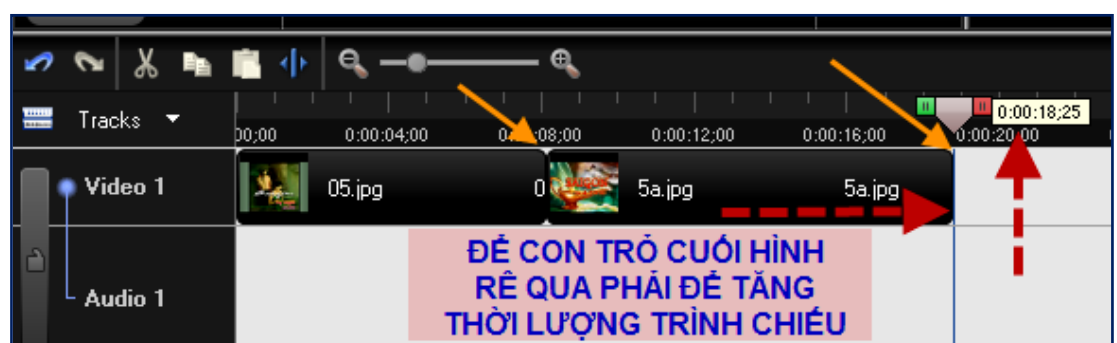 0:00:18;25
Tracks
00;00 0:00:04;00 08;00 0:00:12;00 0:00:16;00 0:00:20;00
Video 1
05.jpg 0 5a.jpg 5a.jpg
ĐỂ CON TRỎ CUỐI HÌNH
RÊ QUA PHẢI ĐỂ TĂNG
THỜI LƯỢNG TRÌNH CHIẾU
Audio 1